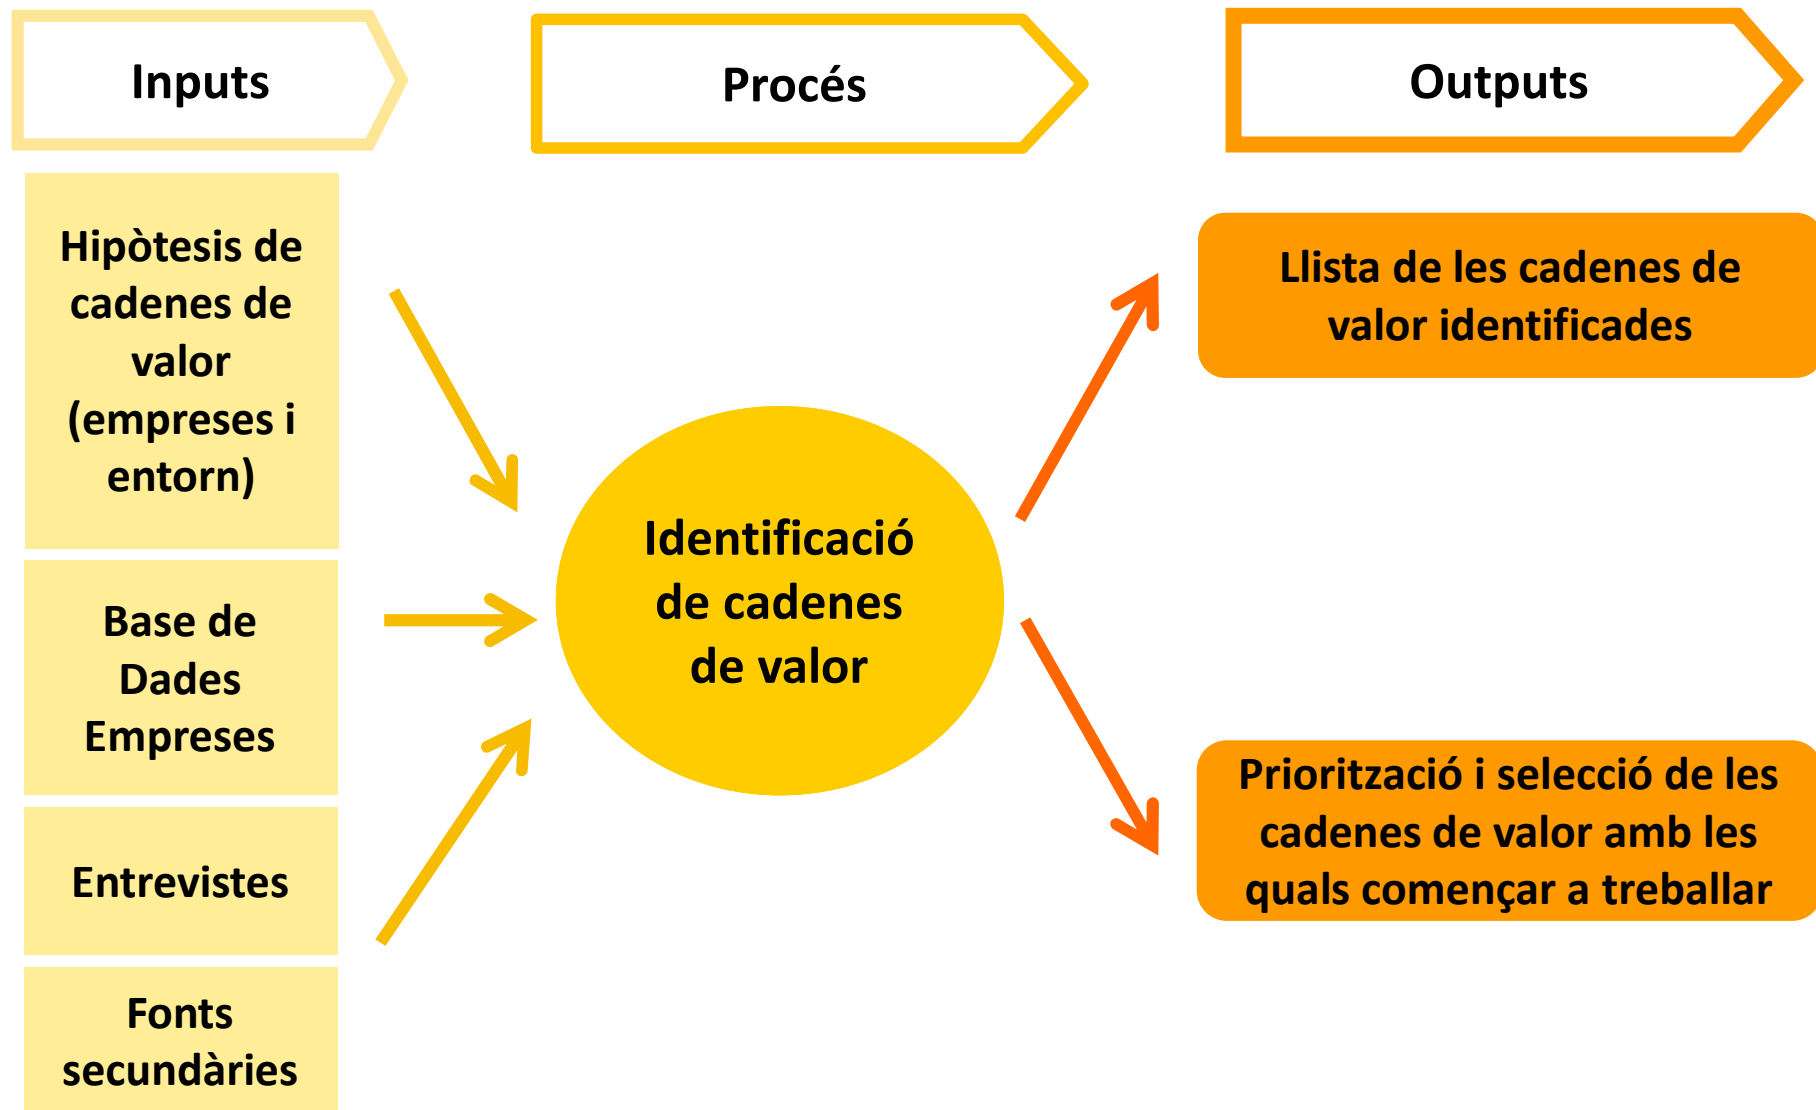 Inputs
Procés
Outputs
Hipòtesis de
cadenes de
valor
(empreses i
entorn)
Base de
Dades
Empreses
Entrevistes
Fonts
secundàries
Identificació
de cadenes
de valor
Llista de les cadenes de
valor identificades
Priorització i selecció de les
cadenes de valor amb les
quals començar a treballar